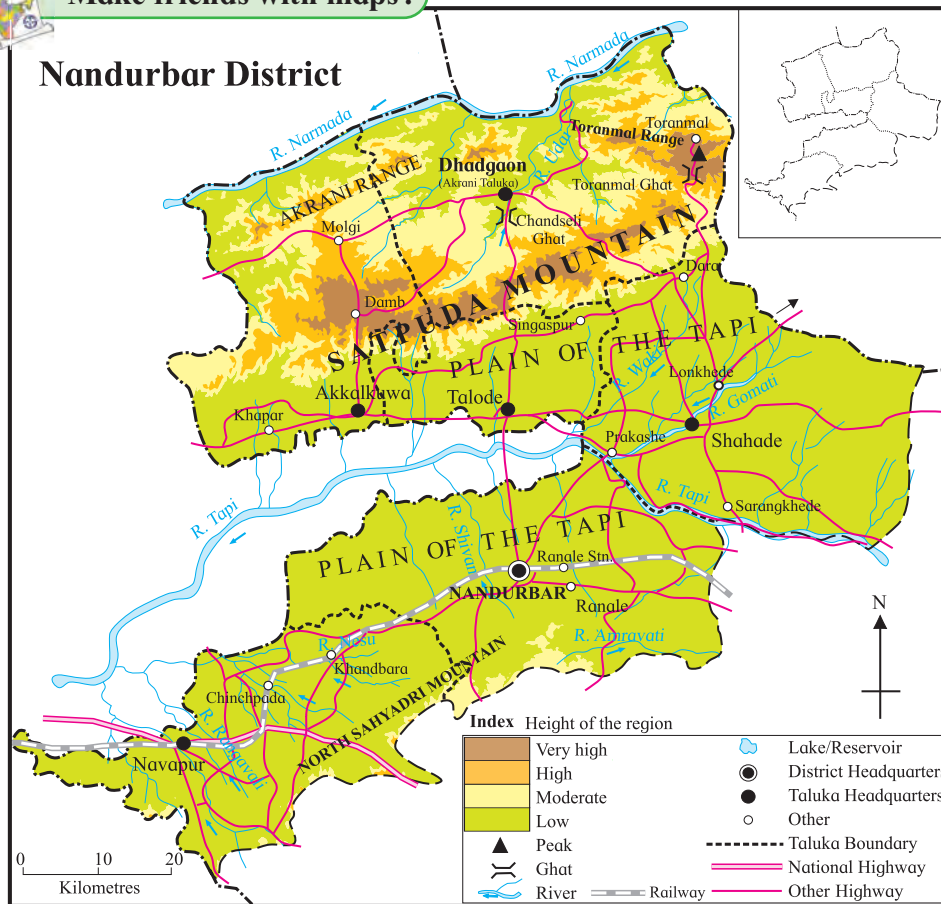 Make friends with maps!
Nandurbar District
R. Narmada
R. Narmada
Toranmal
Toranmal Range
R. Udai
Dhadgaon
(Akrani Taluka)
AKRANI RANGE
Toranmal Ghat
Chandseli
Ghat
Molgi
SATPUDA MOUNTAIN
Dara
Damb
Singaspur
PLAIN OF THE TAPI
R. Waki
Lonkhede
R. Gomati
Akkalkuwa
Talode
Khapar
Prakashe
Shahade
R. Tapi
R. Tapi
Sarangkhede
R. Shivan
PLAIN OF THE TAPI
Ranale Stn.
NANDURBAR
Ranale
R. Nesu
R. Amravati
Khandbara
Chinchpada
NORTH SAHYADRI MOUNTAIN
R. Rangavali
Navapur
N
Index Height of the region
Very high
High
Moderate
Low
Peak
Ghat
River
Railway
Lake/Reservoir
District Headquarter
Taluka Headquarters
Other
Taluka Boundary
National Highway
Other Highway
0 10 20
Kilometres